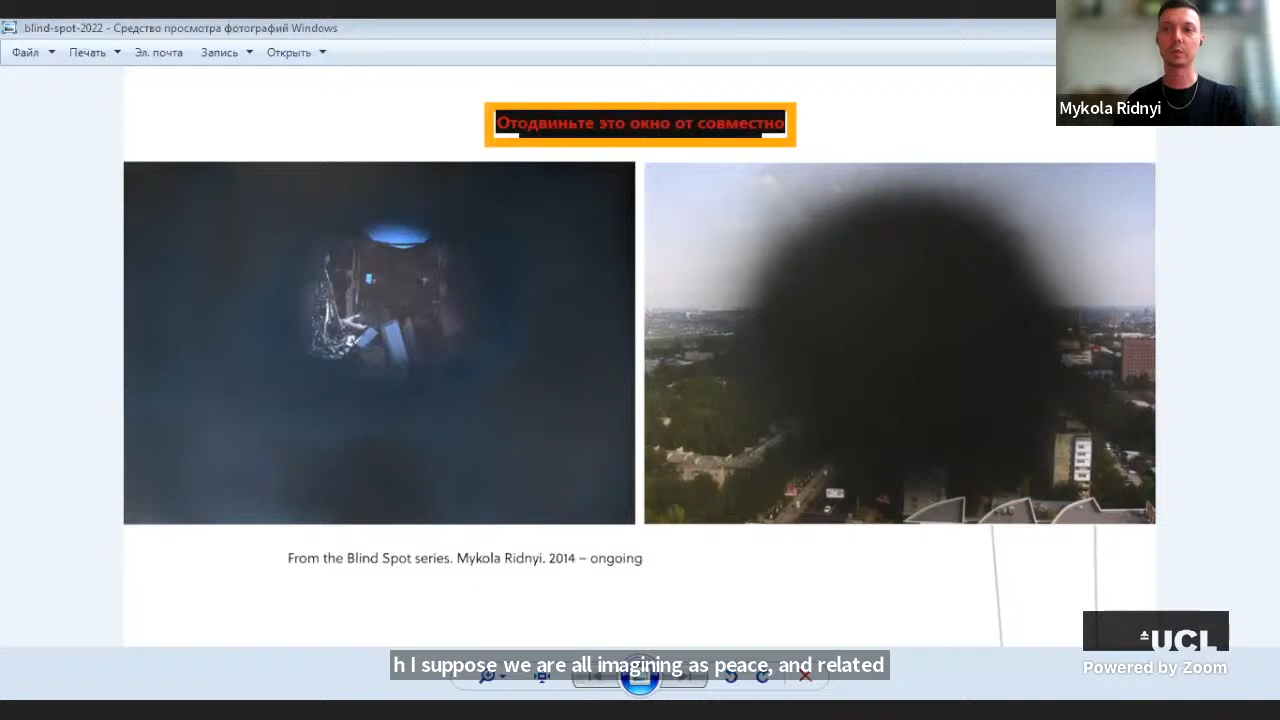 blind-spot-2022 - Средство просмотра фотографий Windows
Файл Печать Эл. почта Запись Открыть
Mykola Ridnyi
Отодвиньте это окно от совместно
From the Blind Spot series. Mykola Ridnyi. 2014 – ongoing
UCL
h I suppose we are all imagining as peace, and related
Powered by Zoom